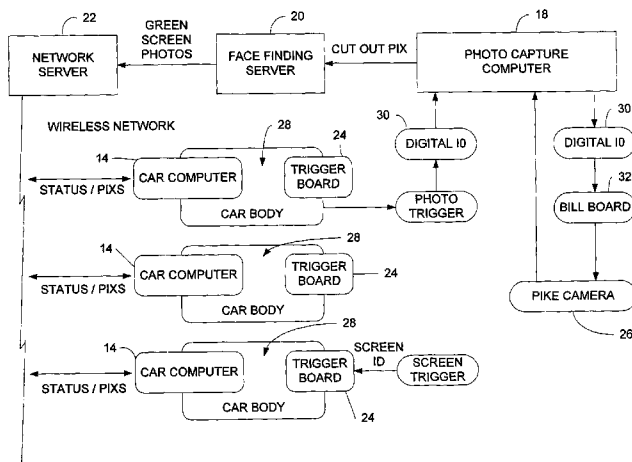 22
20
18
GREEN
SCREEN
PHOTOS
NETWORK
SERVER
FACE FINDING
SERVER
CUT OUT PIX
PHOTO CAPTURE
COMPUTER
WIRELESS NETWORK
28
24
30
30
14
DIGITAL I0
DIGITAL I0
CAR COMPUTER
TRIGGER
BOARD
STATUS / PIXS
32
CAR BODY
PHOTO
TRIGGER
BILL BOARD
28
14
CAR COMPUTER
TRIGGER
BOARD
24
STATUS / PIXS
CAR BODY
PIKE CAMERA
26
28
14
SCREEN
ID
CAR COMPUTER
TRIGGER
BOARD
SCREEN
TRIGGER
STATUS / PIXS
CAR BODY
24